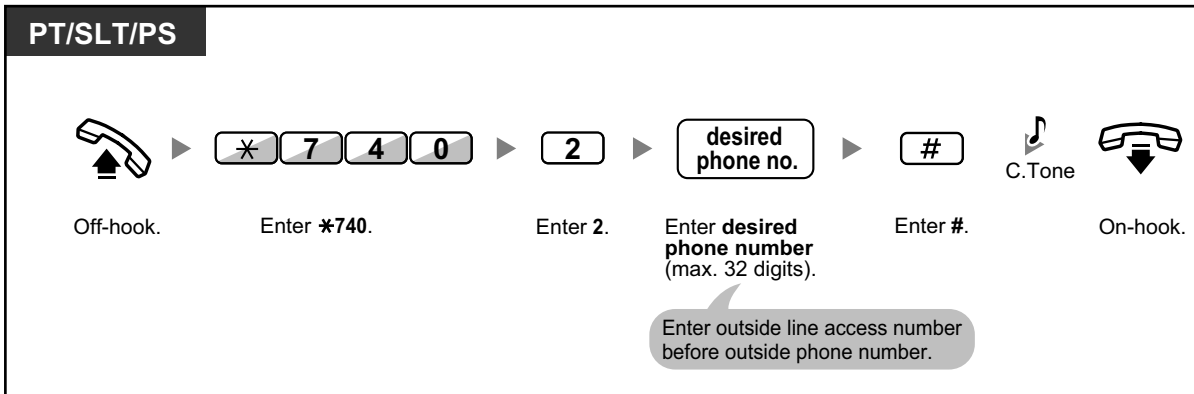 PT/SLT/PS
* 7 4 0
2
desired
phone no.
#
C.Tone
Off-hook.
Enter *740.
Enter 2.
Enter desired
phone number
(max. 32 digits).
Enter #.
On-hook.
Enter outside line access number
before outside phone number.